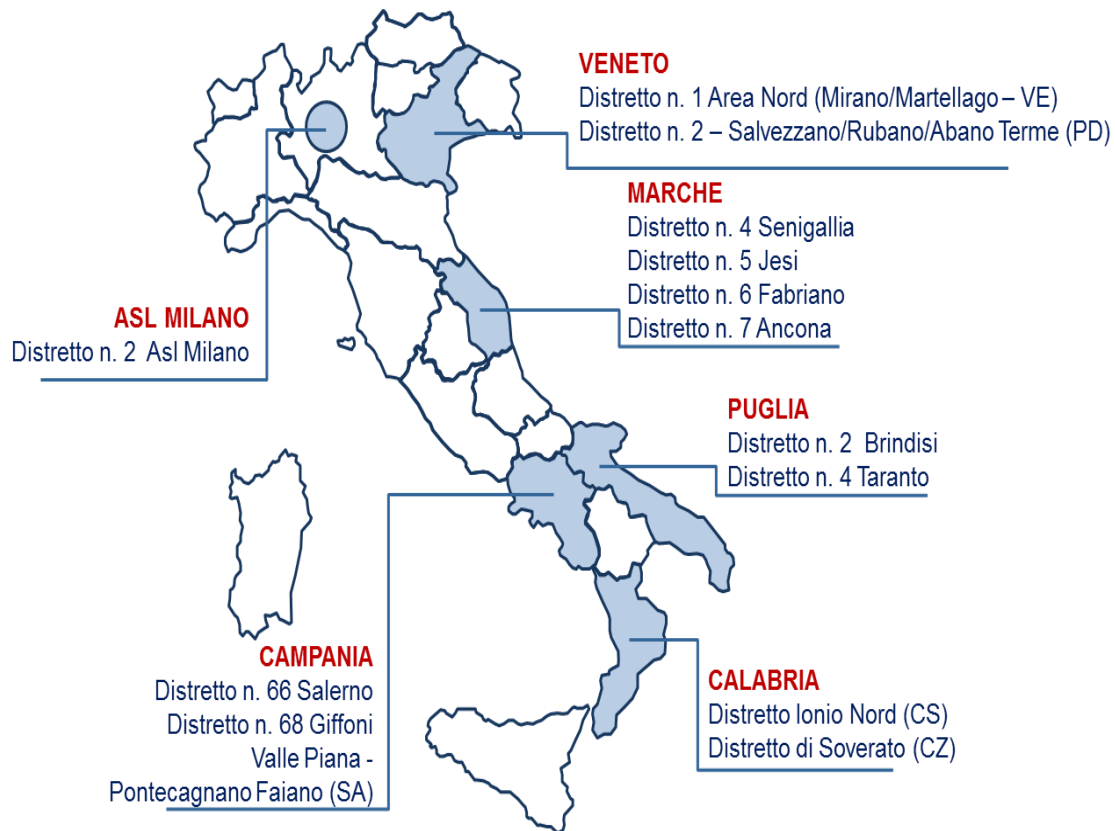 VENETO
Distretto n. 1 Area Nord (Mirano/Martellago – VE)
Distretto n. 2 – Salvezzano/Rubano/Abano Terme (PD)
MARCHE
Distretto n. 4 Senigallia
Distretto n. 5 Jesi
Distretto n. 6 Fabriano
Distretto n. 7 Ancona
ASL MILANO
Distretto n. 2 Asl Milano
PUGLIA
Distretto n. 2 Brindisi
Distretto n. 4 Taranto
CAMPANIA
Distretto n. 66 Salerno
Distretto n. 68 Giffoni
Valle Piana -
Pontecagnano Faiano (SA)
CALABRIA
Distretto Ionio Nord (CS)
Distretto di Soverato (CZ)